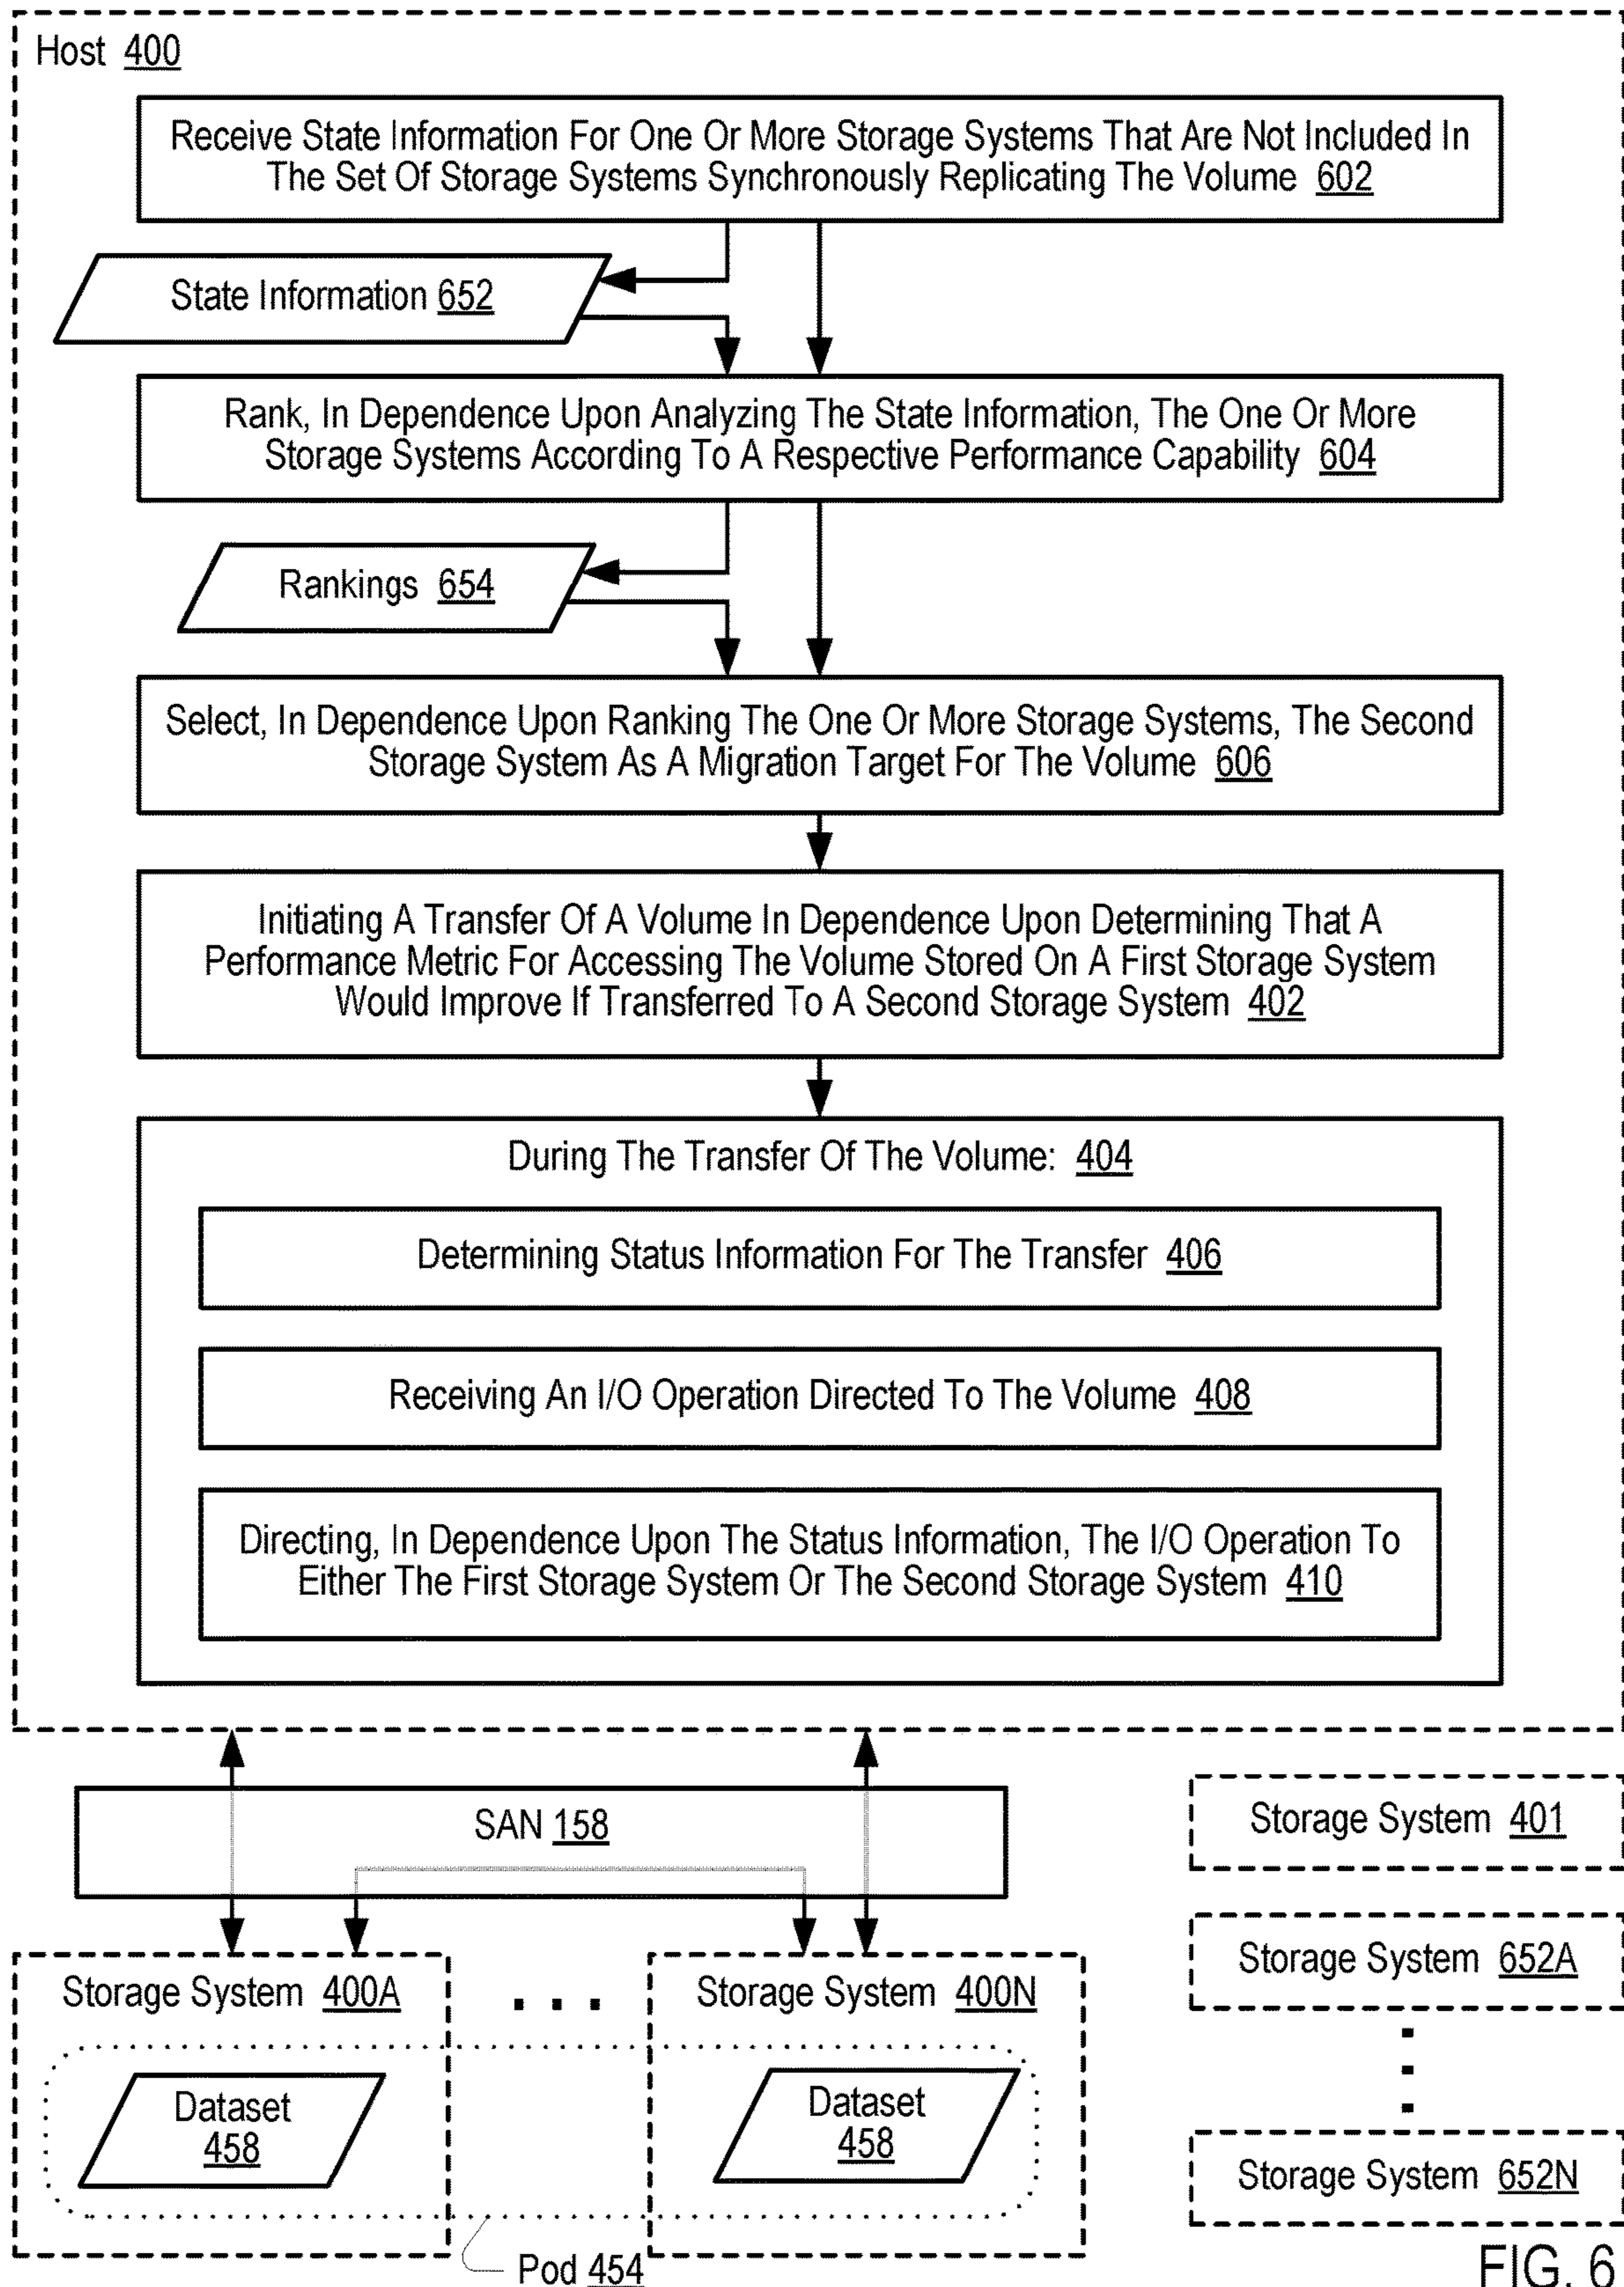 Host 400
Receive State Information For One Or More Storage Systems That Are Not Included In
The Set Of Storage Systems Synchronously Replicating The Volume 602
State Information 652
Rank, In Dependence Upon Analyzing The State Information, The One Or More
Storage Systems According To A Respective Performance Capability 604
Rankings 654
Select, In Dependence Upon Ranking The One Or More Storage Systems, The Second
Storage System As A Migration Target For The Volume 606
Initiating A Transfer Of A Volume In Dependence Upon Determining That A
Performance Metric For Accessing The Volume Stored On A First Storage System
Would Improve If Transferred To A Second Storage System 402
During The Transfer Of The Volume: 404
Determining Status Information For The Transfer 406
Receiving An I/O Operation Directed To The Volume 408
Directing, In Dependence Upon The Status Information, The I/O Operation To
Either The First Storage System Or The Second Storage System 410
SAN 158
Storage System 401
Storage System 652A
Storage System 400A
Storage System 400N
Dataset
458
Dataset
458
Storage System 652N
Pod 454
FIG. 6